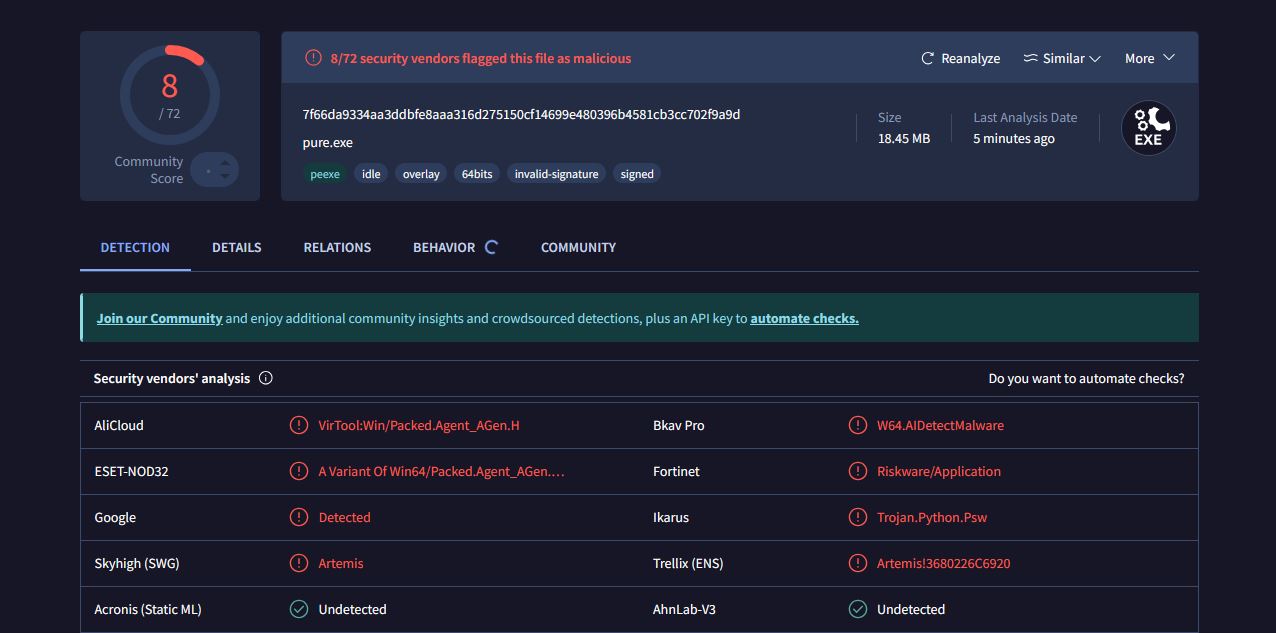 8
/ 72
Community
Score
8/72 security vendors flagged this file as malicious
Reanalyze
Similar
More
7f66da9334aa3ddbfe8aaa316d275150cf14699e480396b4581cb3cc702f9a9d
pure.exe
peexe idle overlay 64bits invalid-signature signed
Size
18.45 MB
Last Analysis Date
5 minutes ago
EXE
DETECTION DETAILS RELATIONS BEHAVIOR COMMUNITY
Join our Community and enjoy additional community insights and crowdsourced detections, plus an API key to automate checks.
Security vendors' analysis Do you want to automate checks?
AliCloud VirTool:Win/Packed.Agent_AGen.H Bkav Pro W64.AIDetectMalware
ESET-NOD32 A Variant Of Win64/Packed.Agent_AGen.... Fortinet Riskware/Application
Google Detected Ikarus Trojan.Python.Psw
Skyhigh (SWG) Artemis Trellix (ENS) Artemis!3680226C6920
Acronis (Static ML) Undetected AhnLab-V3 Undetected